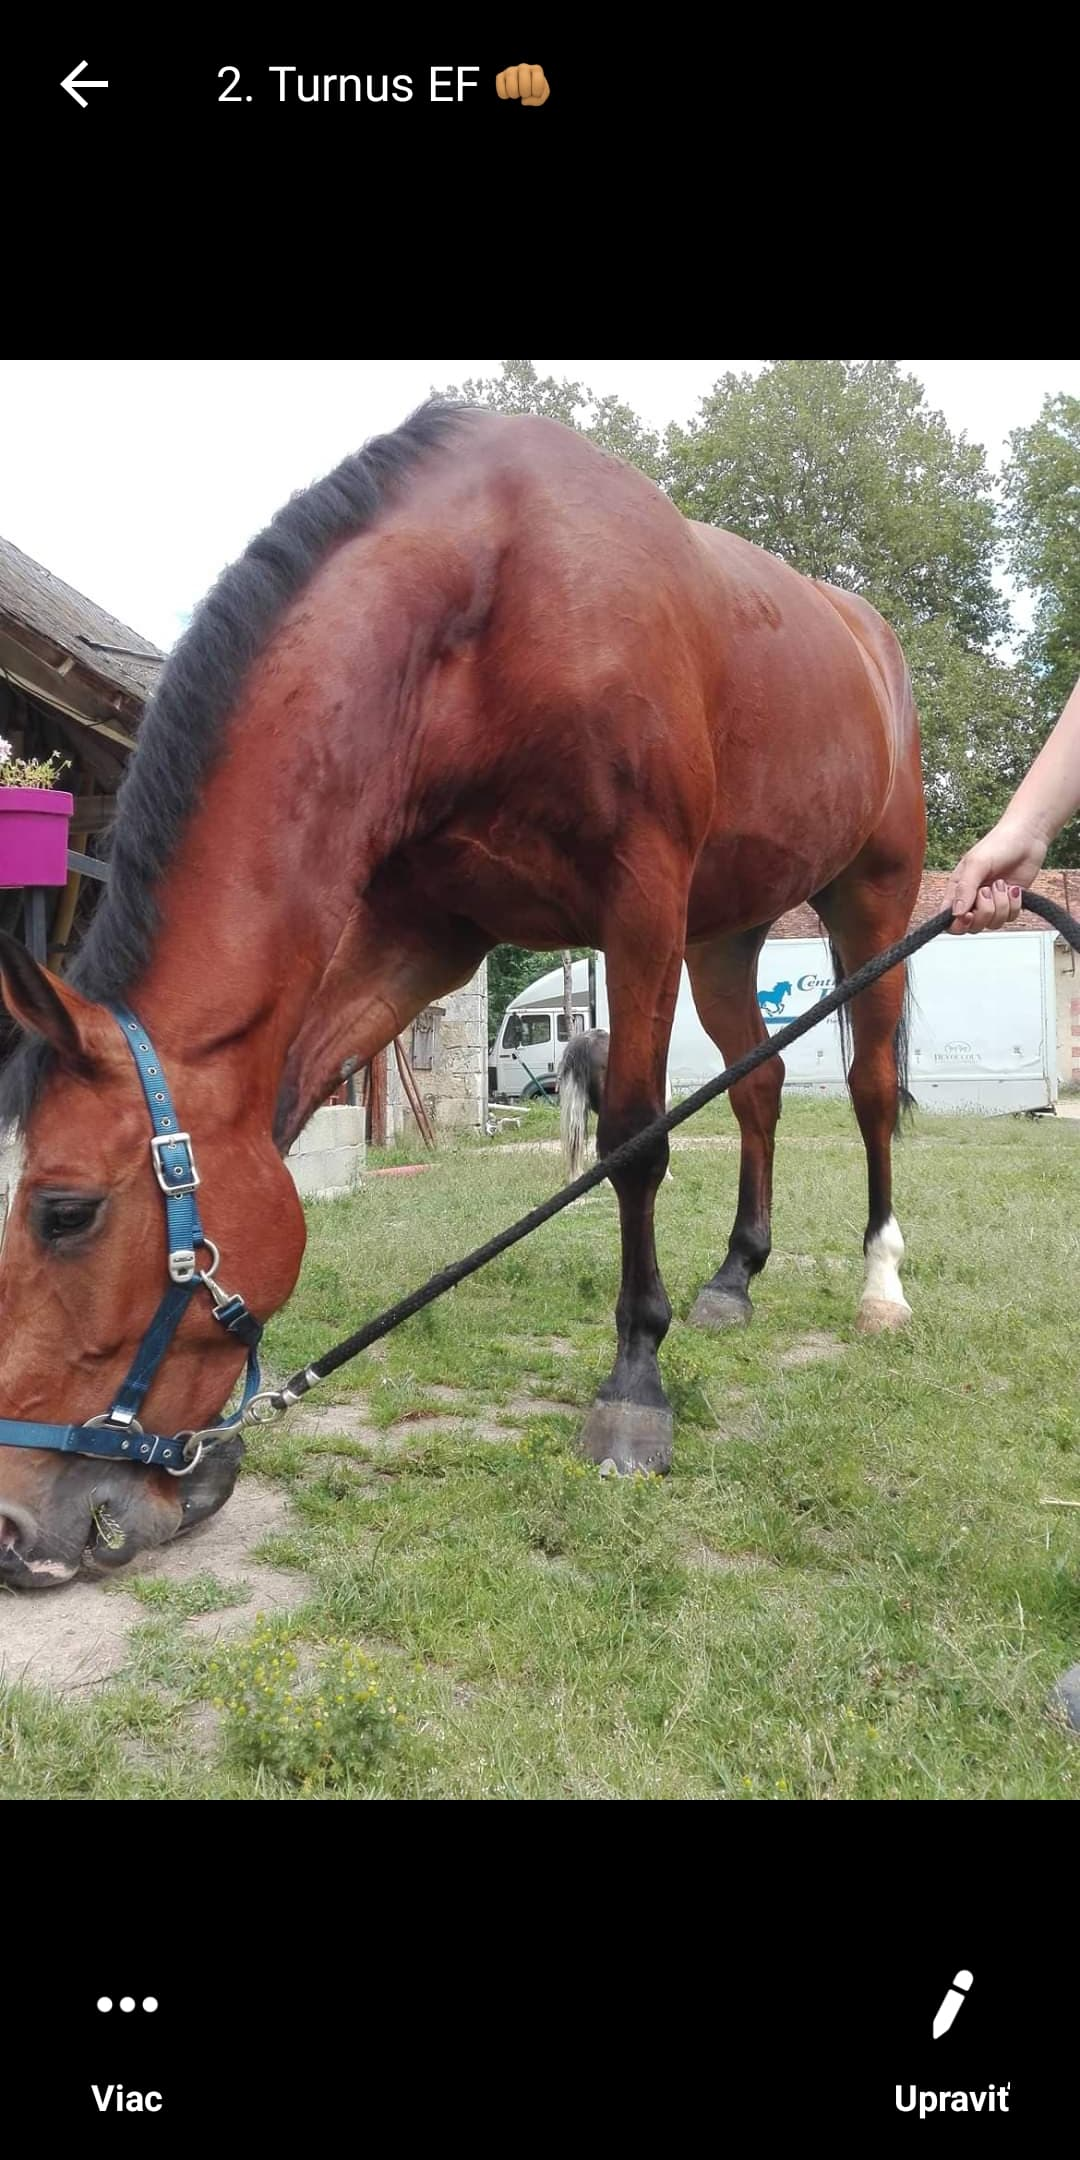 2. Turnus EF 👊
Viac
Upraviť